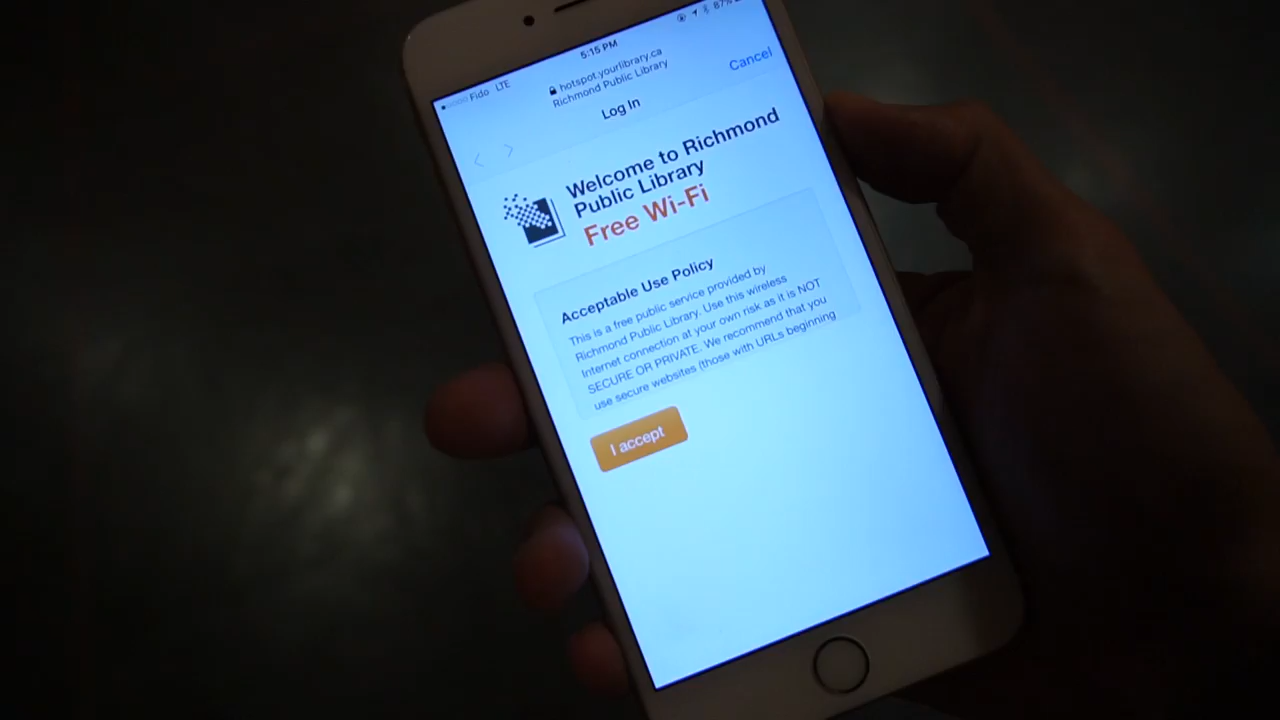 5:15 PM
Fido LTE
87%
hotspot.yourlibrary.ca
Richmond Public Library
Cancel
Log In
Welcome to Richmond
Public Library
Free Wi-Fi
Acceptable Use Policy
This is a free public service provided by
Richmond Public Library. Use this wireless
Internet connection at your own risk as it is NOT
SECURE OR PRIVATE. We recommend that you
use secure websites (those with URLs beginning
I accept